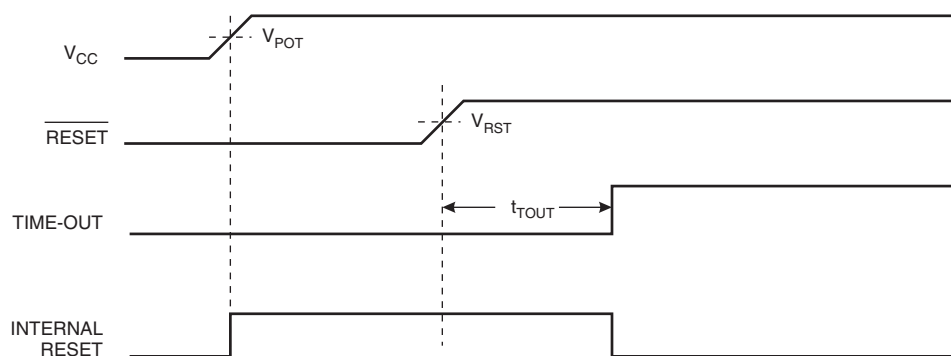 V_CC
V_POT
RESET
V_RST
TIME-OUT
t_TOUT
INTERNAL
RESET